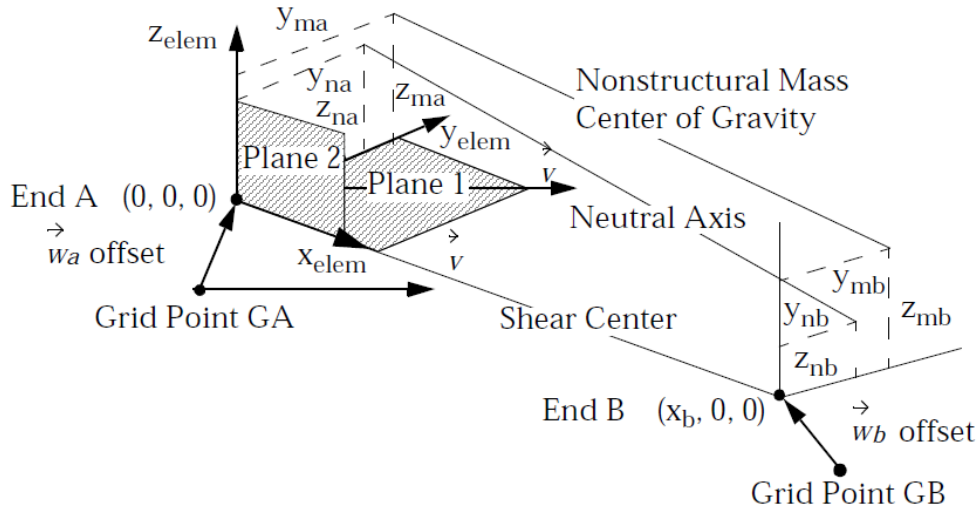 y_ma
z_elem
y_na
z_na
z_ma
Nonstructural Mass
Center of Gravity
y_elem
Plane 2
Plane 1
v
End A (0, 0, 0)
w_a offset
x_elem
v
Neutral Axis
Grid Point GA
Shear Center
y_mb
y_nb
z_mb
z_nb
End B (x_b, 0, 0)
w_b offset
Grid Point GB